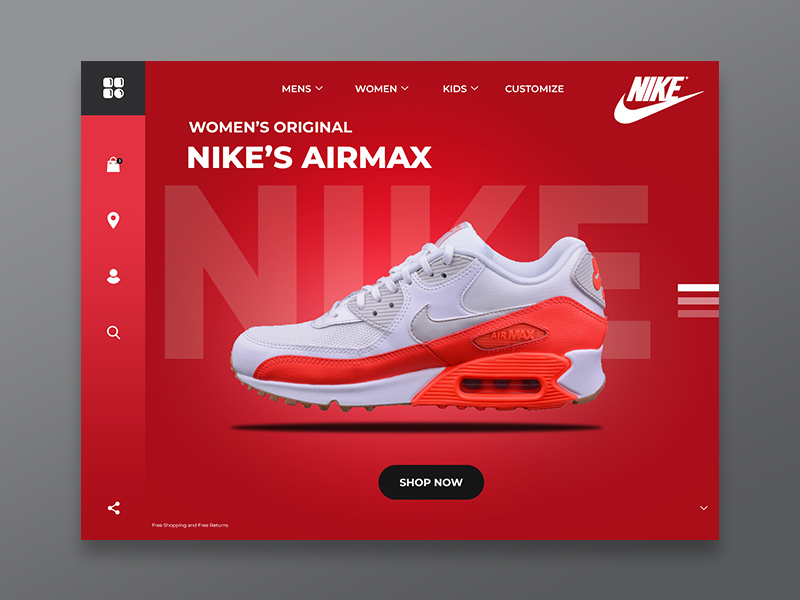 MENS
WOMEN
KIDS
CUSTOMIZE
NIKE
WOMEN'S ORIGINAL
NIKE'S AIRMAX
NIKE
AIR MAX
SHOP NOW
Free Shopping and Free Returns